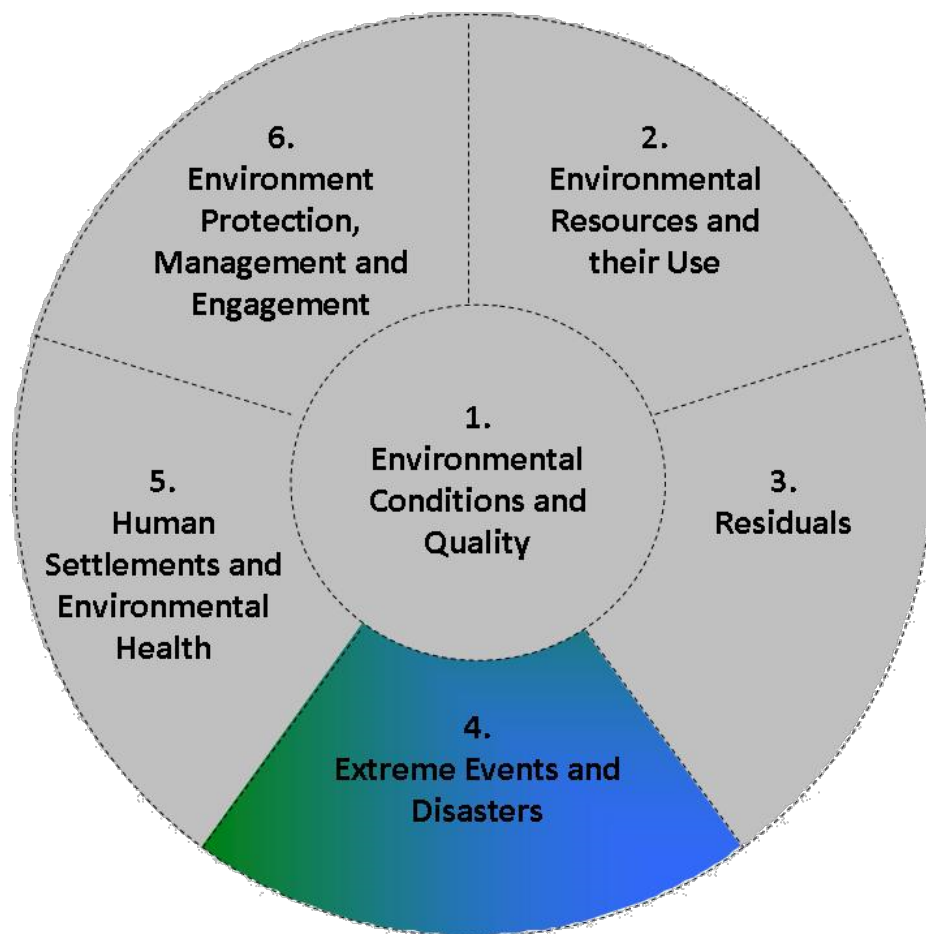 1.
Environmental
Conditions and
Quality
2.
Environmental
Resources and
their Use
3.
Residuals
4.
Extreme Events and
Disasters
5.
Human
Settlements and
Environmental
Health
6.
Environment
Protection,
Management and
Engagement